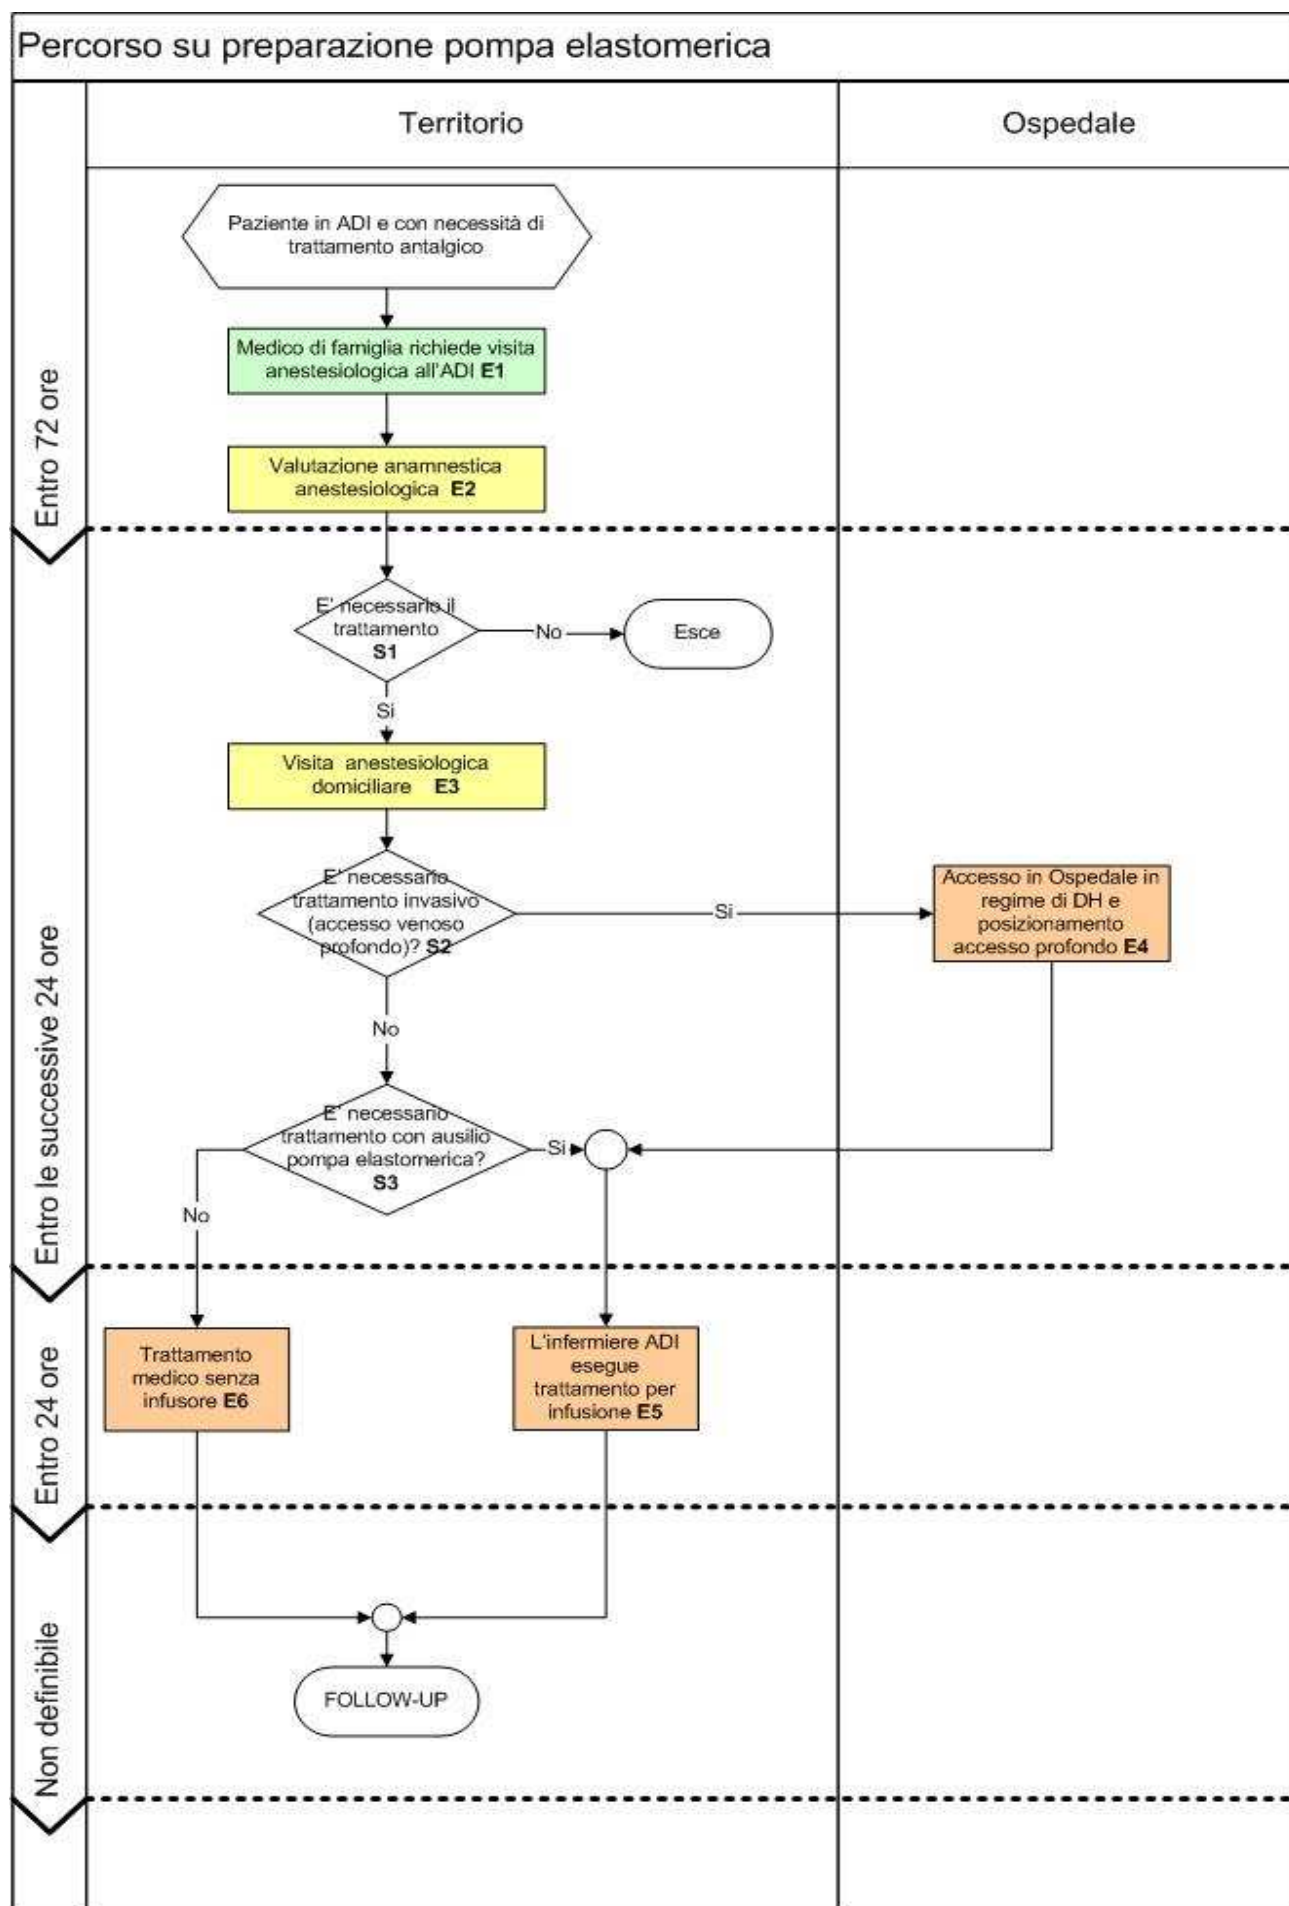 Percorso su preparazione pompa elastomerica
Territorio
Ospedale
Entro 72 ore
Paziente in ADI e con necessità di
trattamento antalgico
Medico di famiglia richiede visita
anestesiologica all'ADI E1
Valutazione anamnestica
anestesiologica E2
Entro le successive 24 ore
E' necessario il
trattamento
S1
No
Esce
Si
Visita anestesiologica
domiciliare E3
E' necessario
trattamento invasivo
(accesso venoso
profondo)? S2
Si
Accesso in Ospedale in
regime di DH e
posizionamento
accesso profondo E4
No
E' necessario
trattamento con ausilio
pompa elastomerica?
S3
Si
No
Entro 24 ore
Trattamento
medico senza
infusore E6
L'infermiere ADI
esegue
trattamento per
infusione E5
Non definibile
FOLLOW-UP